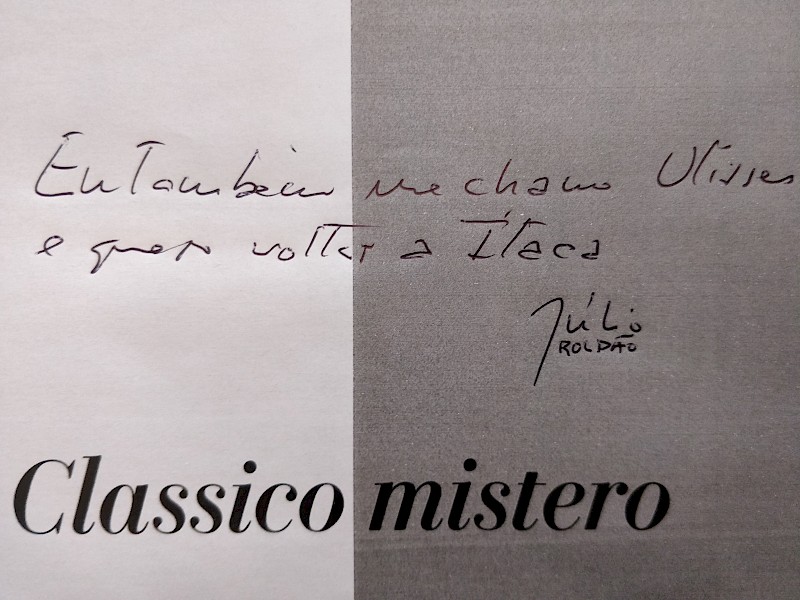 Eu também me chamo Ulisses
e quero voltar a Ítaca
Júlio
ROLDÃO
Classico mistero